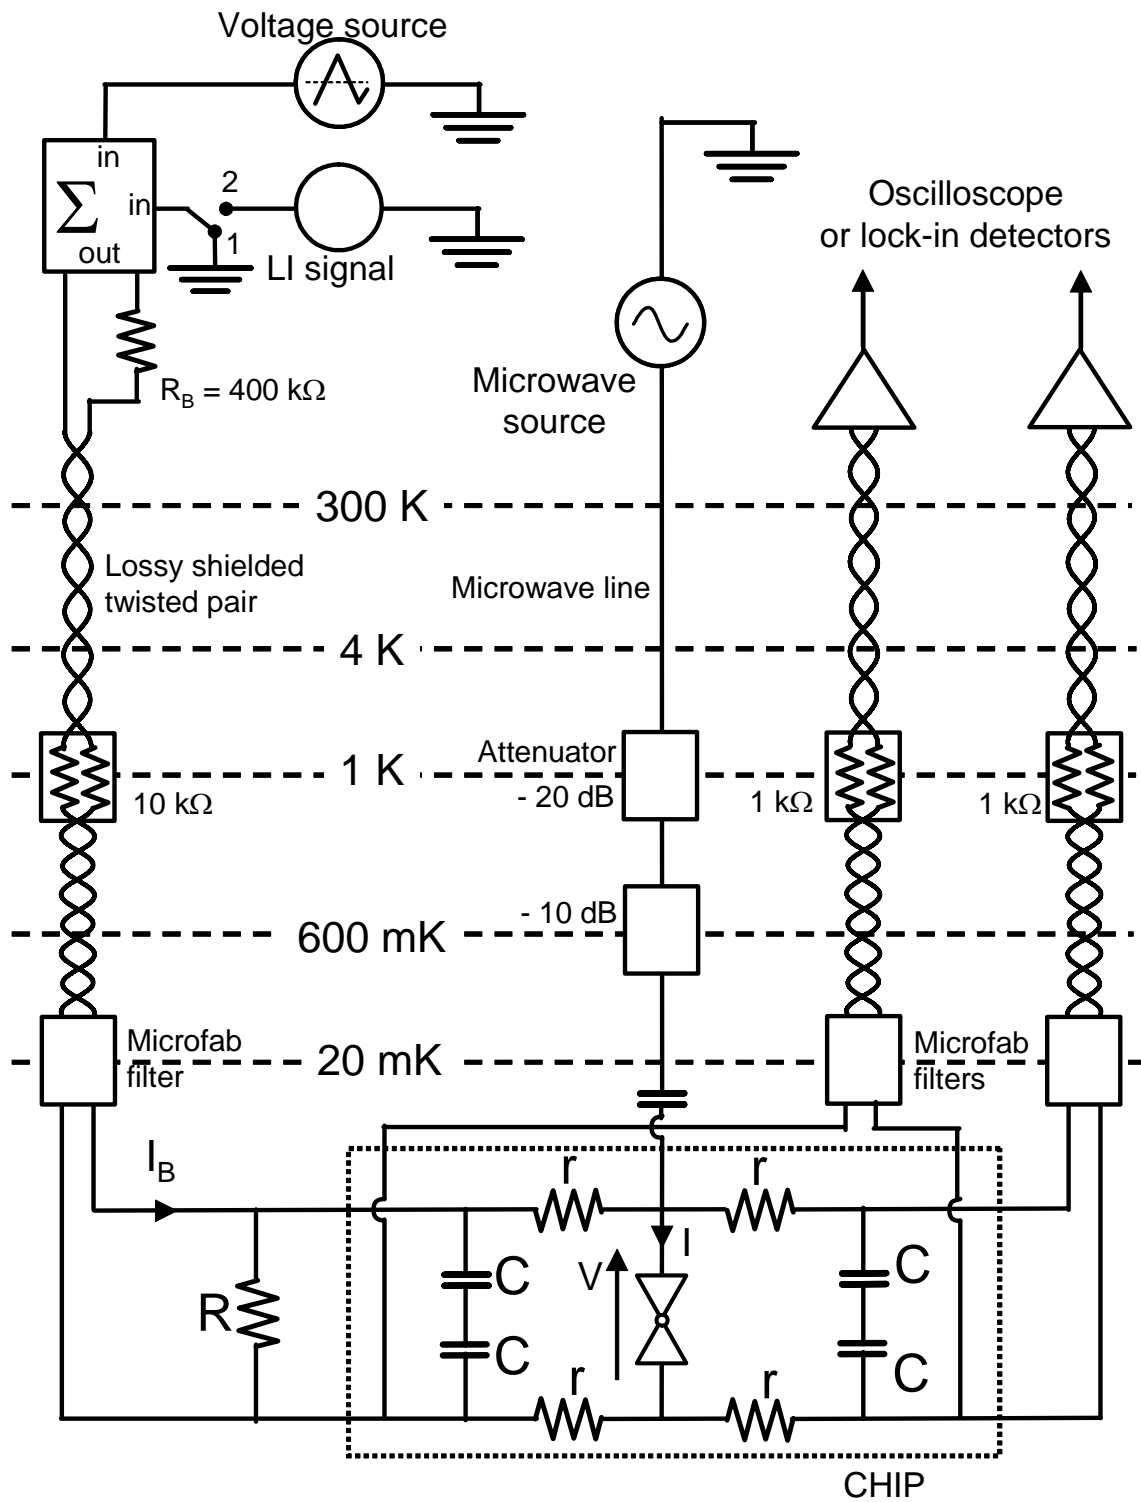 Voltage source
in
Σ
in
2
out
1
LI signal
R_B = 400 kΩ
Microwave
source
Oscilloscope
or lock-in detectors
300 K
Lossy shielded
twisted pair
Microwave line
4 K
Attenuator
1 K
- 20 dB
10 kΩ
1 kΩ
1 kΩ
- 10 dB
600 mK
Microfab
filter
20 mK
Microfab
filters
I_B
r
r
I
V
C
C
R
C
C
r
r
CHIP